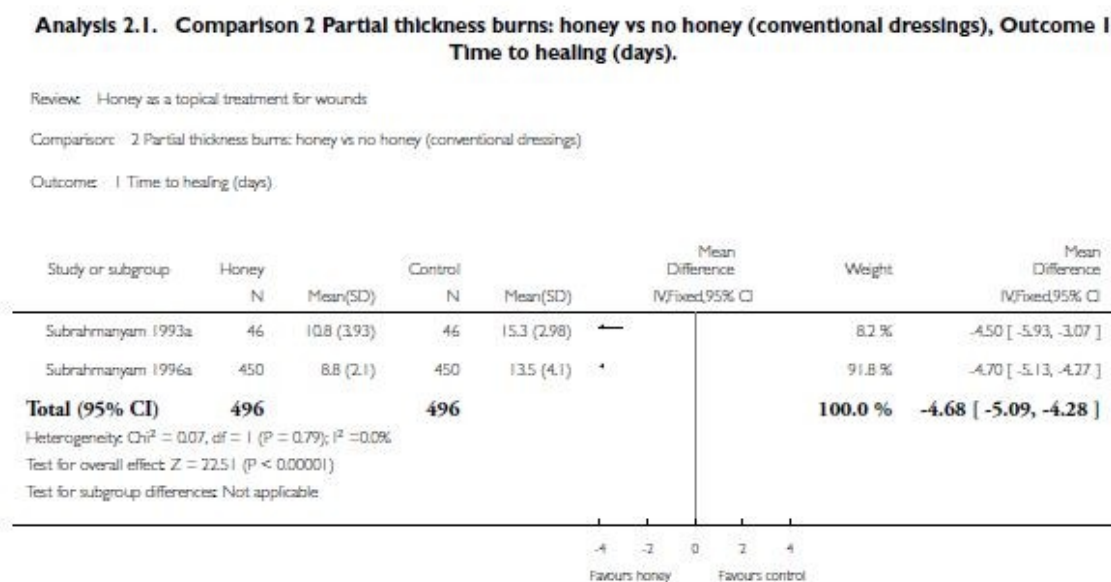 Analysis 2.1. Comparison 2 Partial thickness burns: honey vs no honey (conventional dressings), Outcome 1
Time to healing (days).
Review: Honey as a topical treatment for wounds
Comparison: 2 Partial thickness burns: honey vs no honey (conventional dressings)
Outcome: 1 Time to healing (days)
Study or subgroup Honey Control Mean Difference Weight Mean Difference
N Mean(SD) N Mean(SD) IV,Fixed,95% CI IV,Fixed,95% CI
Subrahmanyam 1993a 46 10.8 (3.93) 46 15.3 (2.98) 8.2 % -4.50 [ -5.93, -3.07 ]
Subrahmanyam 1996a 450 8.8 (2.1) 450 13.5 (4.1) 91.8 % -4.70 [ -5.13, -4.27 ]
Total (95% CI) 496 496 100.0 % -4.68 [ -5.09, -4.28 ]
Heterogeneity: Chi² = 0.07, df = 1 (P = 0.79); I² =0.0%
Test for overall effect: Z = 22.51 (P < 0.00001)
Test for subgroup differences: Not applicable
-4 -2 0 2 4
Favours honey Favours control